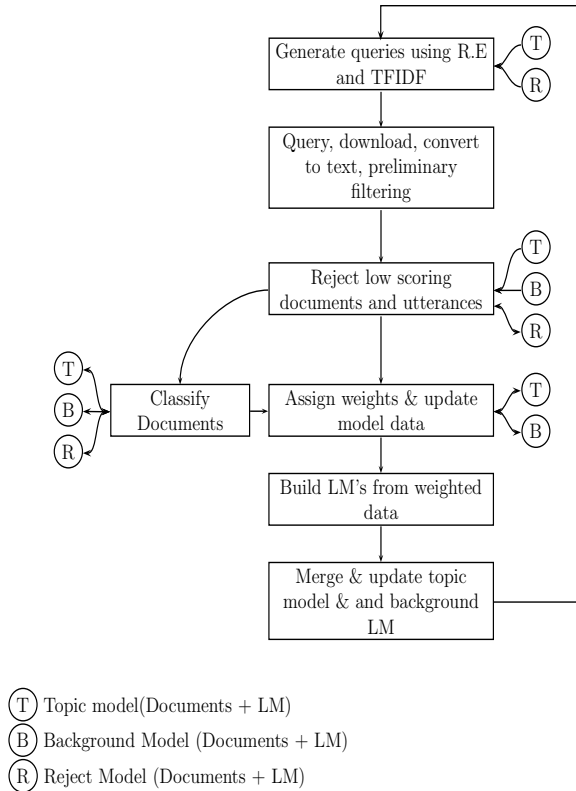 Generate queries using R.E
and TFIDF
T
R
Query, download, convert
to text, preliminary
filtering
Reject low scoring
documents and utterances
T
B
R
T
B
R
Classify
Documents
Assign weights & update
model data
T
B
Build LM's from weighted
data
Merge & update topic
model & and background
LM
T Topic model(Documents + LM)
B Background Model (Documents + LM)
R Reject Model (Documents + LM)